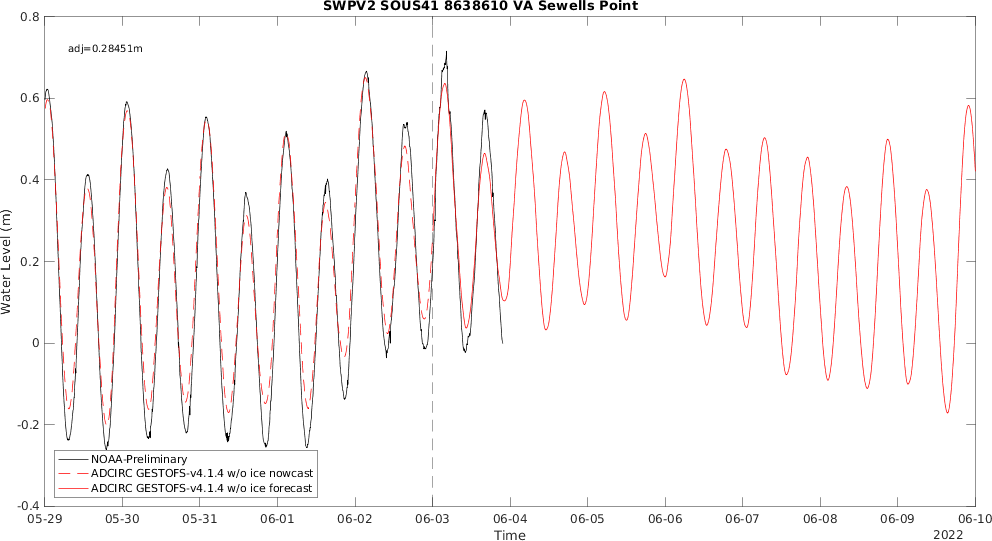 SWPV2 SOUS41 8638610 VA Sewells Point
adj=0.28451m
0.8
0.6
0.4
0.2
0
-0.2
-0.4
Water Level (m)
NOAA-Preliminary
ADCIRC GESTOFS-v4.1.4 w/o ice nowcast
ADCIRC GESTOFS-v4.1.4 w/o ice forecast
05-29 05-30 05-31 06-01 06-02 06-03 06-04 06-05 06-06 06-07 06-08 06-09 06-10
Time
2022